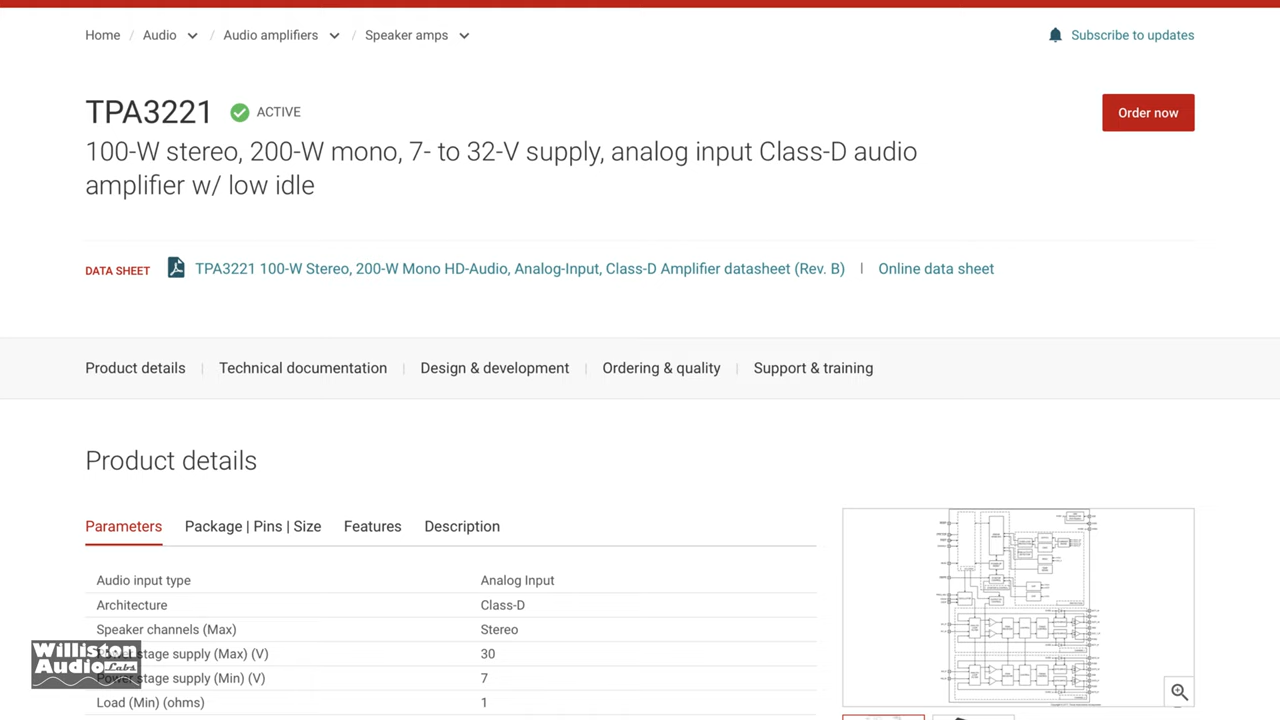 Home / Audio / Audio amplifiers / Speaker amps
Subscribe to updates
TPA3221 ACTIVE
Order now
100-W stereo, 200-W mono, 7- to 32-V supply, analog input Class-D audio
amplifier w/ low idle
DATA SHEET TPA3221 100-W Stereo, 200-W Mono HD-Audio, Analog-Input, Class-D Amplifier datasheet (Rev. B) | Online data sheet
Product details | Technical documentation | Design & development | Ordering & quality | Support & training
Product details
Parameters Package | Pins | Size Features Description
Audio input type Analog Input
Architecture Class-D
Speaker channels (Max) Stereo
stage supply (Max) (V) 30
Power stage supply (Min) (V) 7
Load (Min) (ohms) 1
Williston
Audio Labs